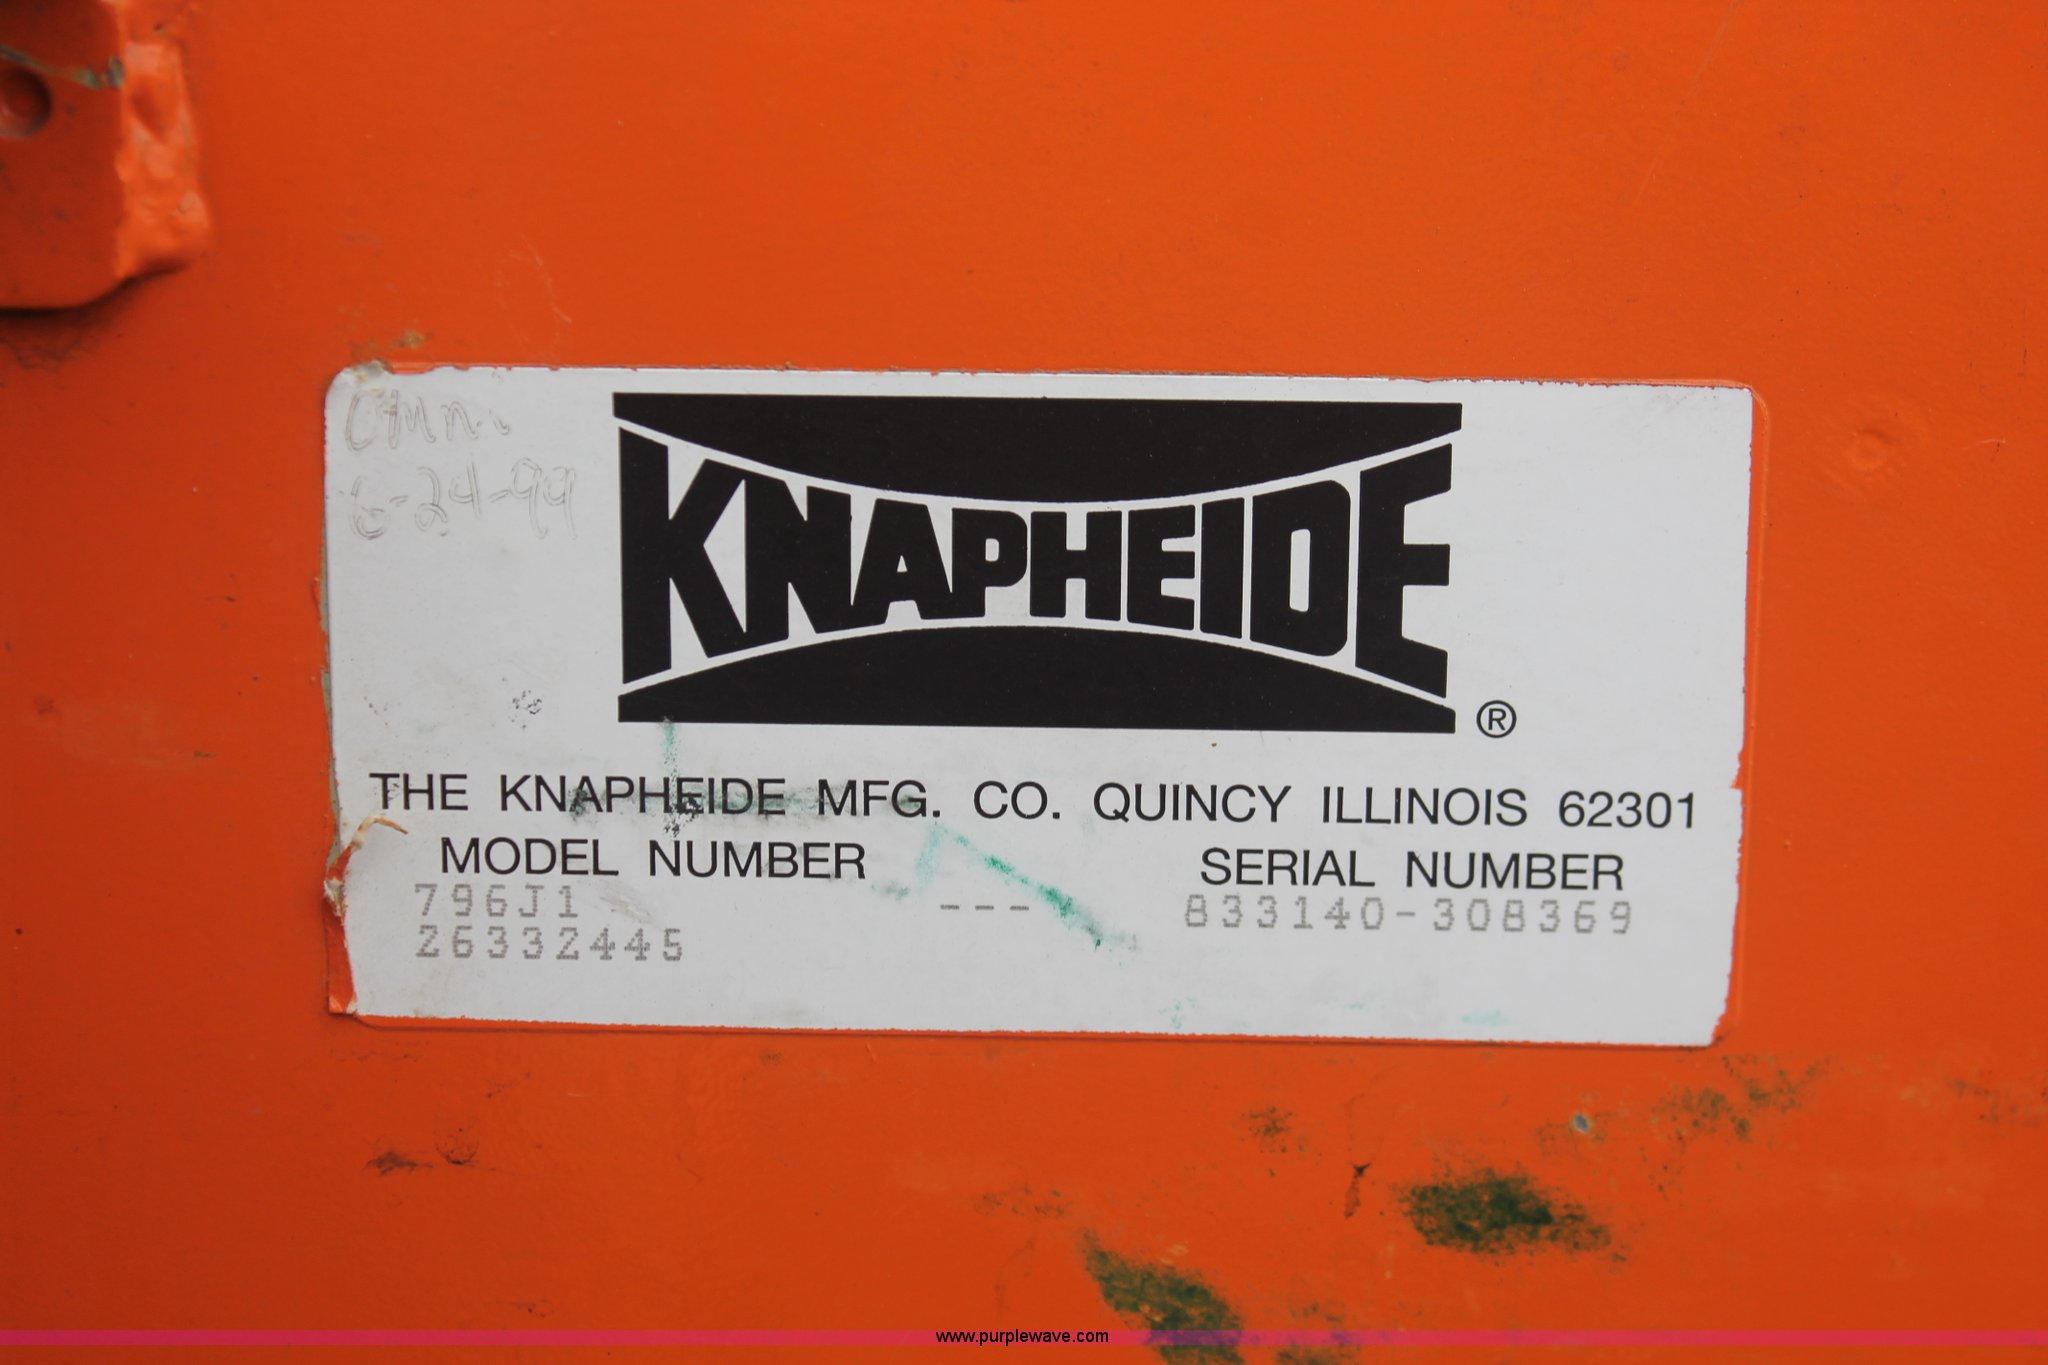 6-24-99
KNAPHEIDE
®
THE KNAPHEIDE MFG. CO. QUINCY ILLINOIS 62301
MODEL NUMBER SERIAL NUMBER
796J1 --- 833140-308369
26332445
www.purplewave.com